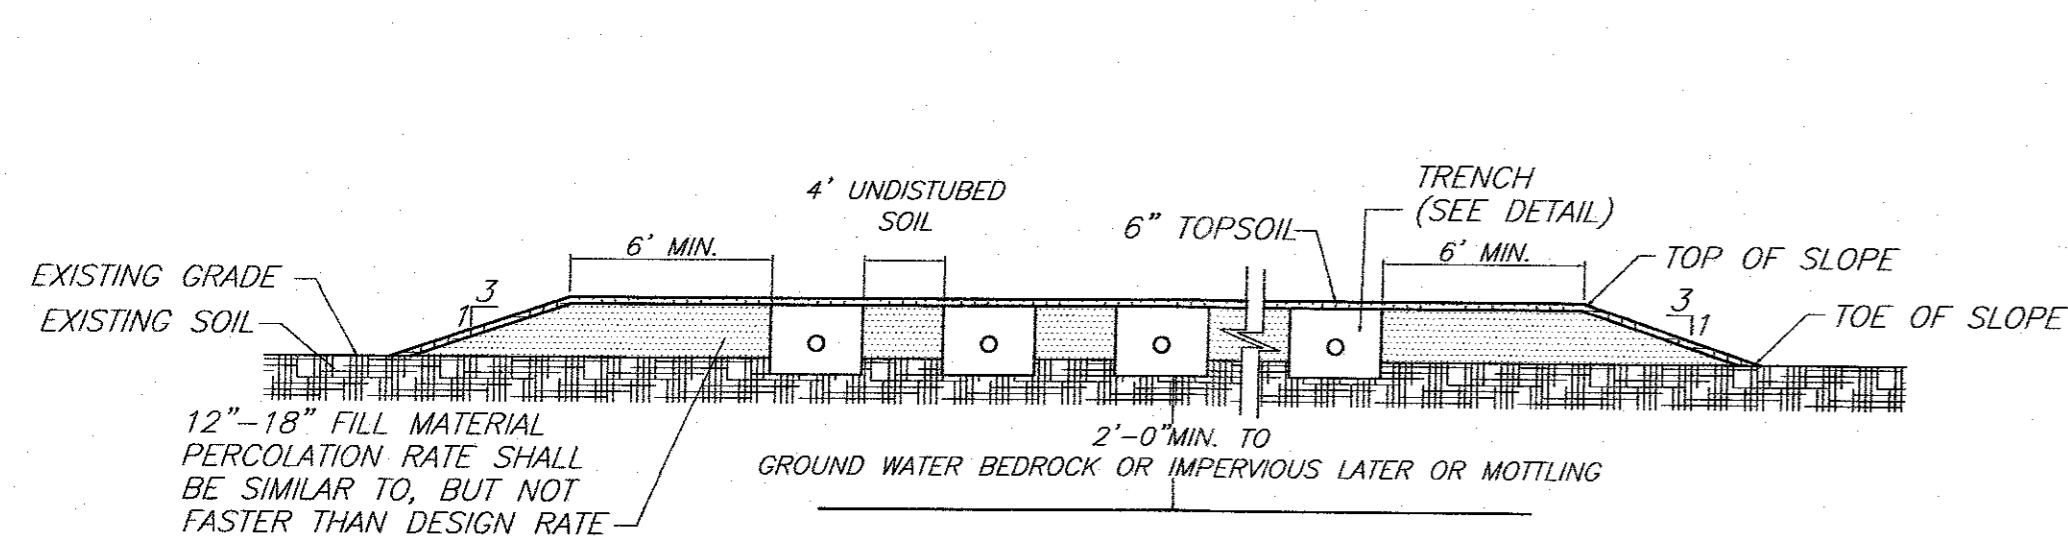 4' UNDISTUBED
SOIL
TRENCH
(SEE DETAIL)
6" TOPSOIL
6' MIN.
6' MIN.
TOP OF SLOPE
EXISTING GRADE
3
1
3
1
EXISTING SOIL
TOE OF SLOPE
12"-18" FILL MATERIAL
PERCOLATION RATE SHALL
BE SIMILAR TO, BUT NOT
FASTER THAN DESIGN RATE
2'-0"MIN. TO
GROUND WATER BEDROCK OR IMPERVIOUS LATER OR MOTTLING